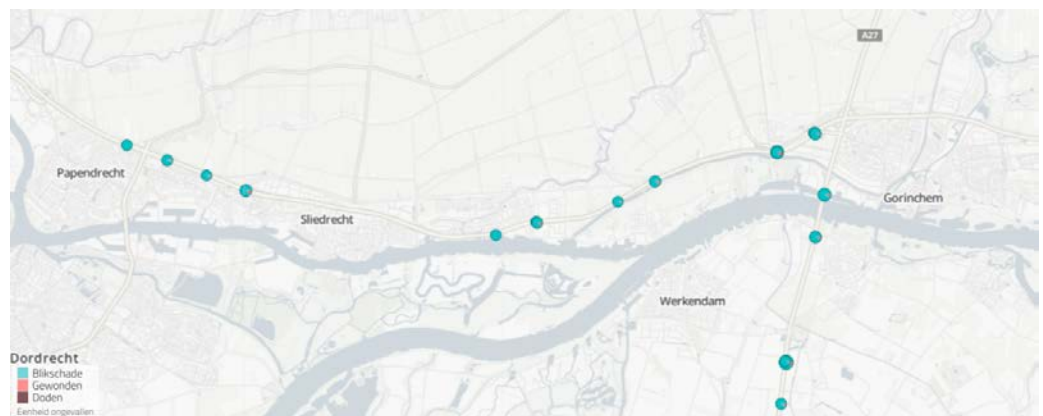 A27
Papendrecht
Gorinchem
Sliedrecht
Werkendam
Dordrecht
Blikschade
Gewonden
Doden
Eenheid ongevallen